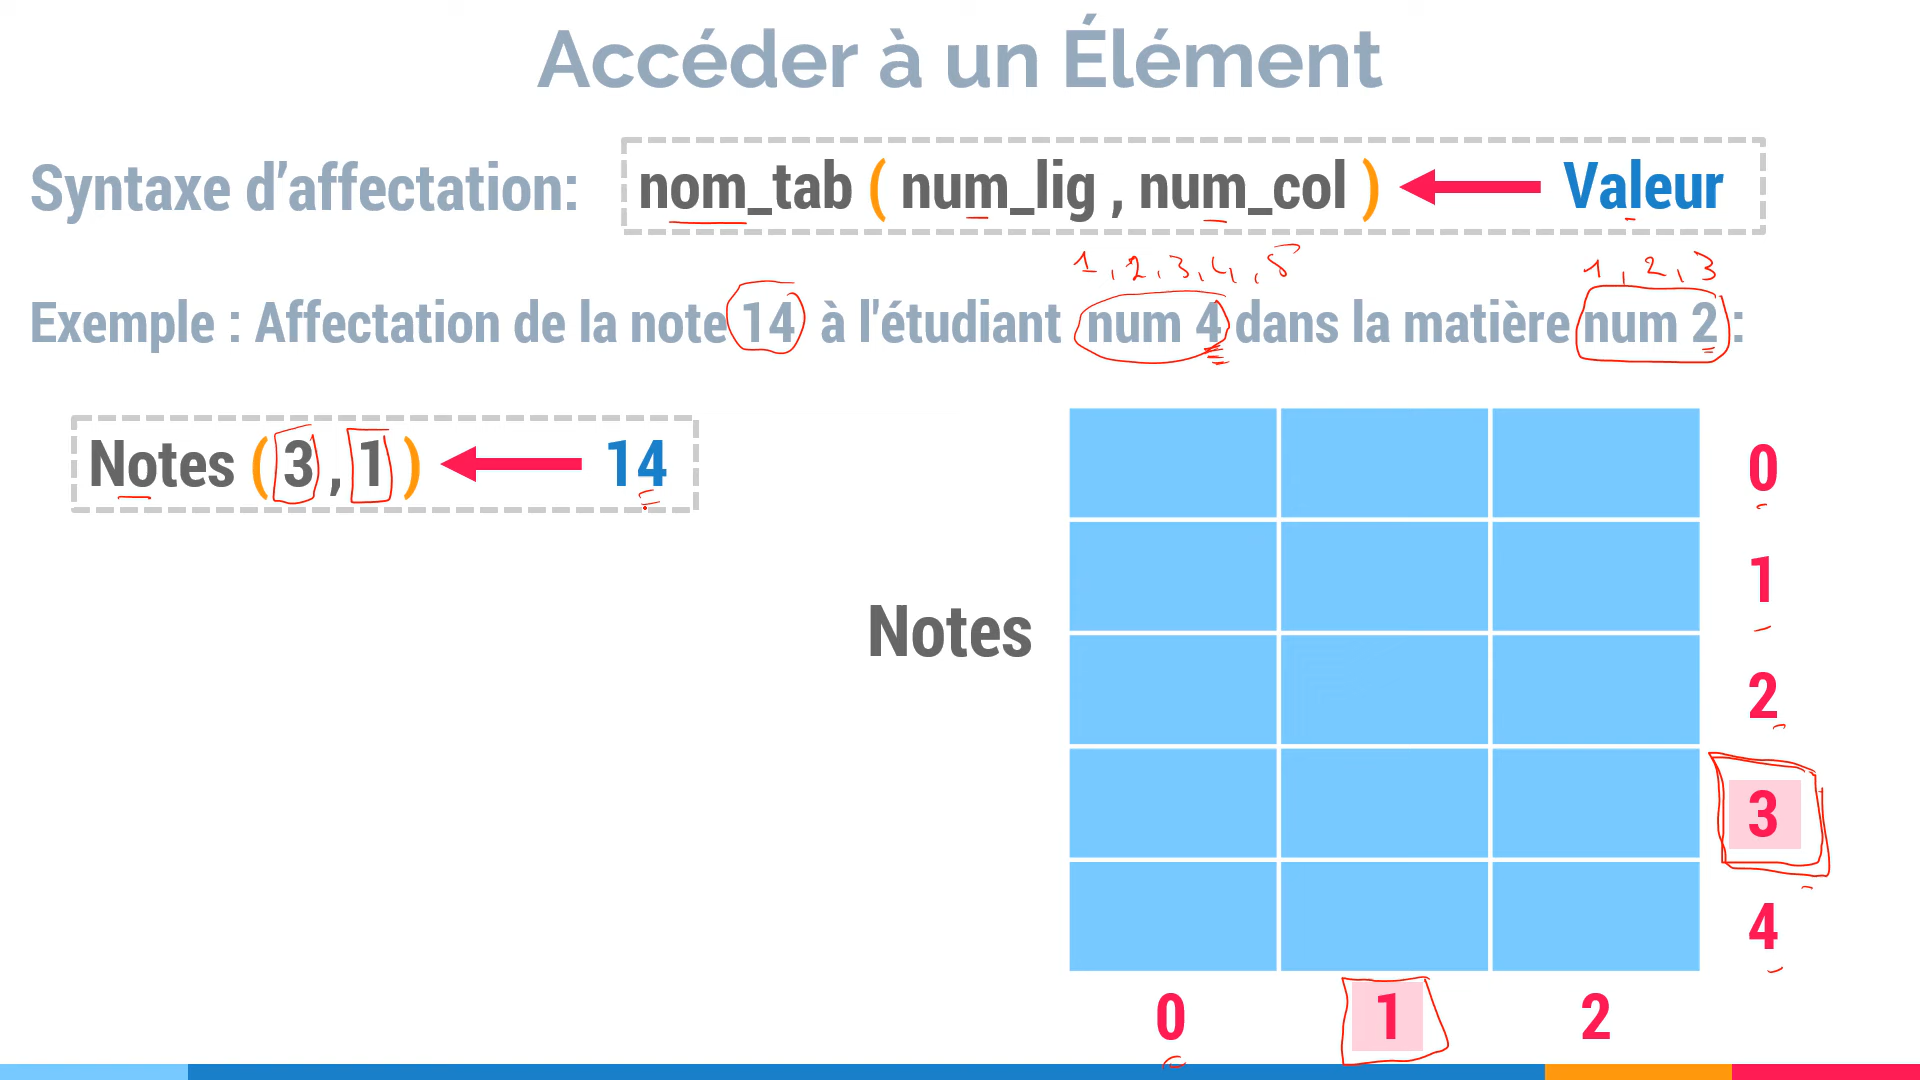 Accéder à un Élément
Syntaxe d’affectation: nom_tab ( num_lig , num_col ) Valeur
1 , 2 , 3 , 4 , 5 1 , 2 , 3
Exemple : Affectation de la note 14 à l'étudiant num 4 dans la matière num 2 :
Notes ( 3 , 1 ) 14
0
1
Notes
2
3
4
0 1 2